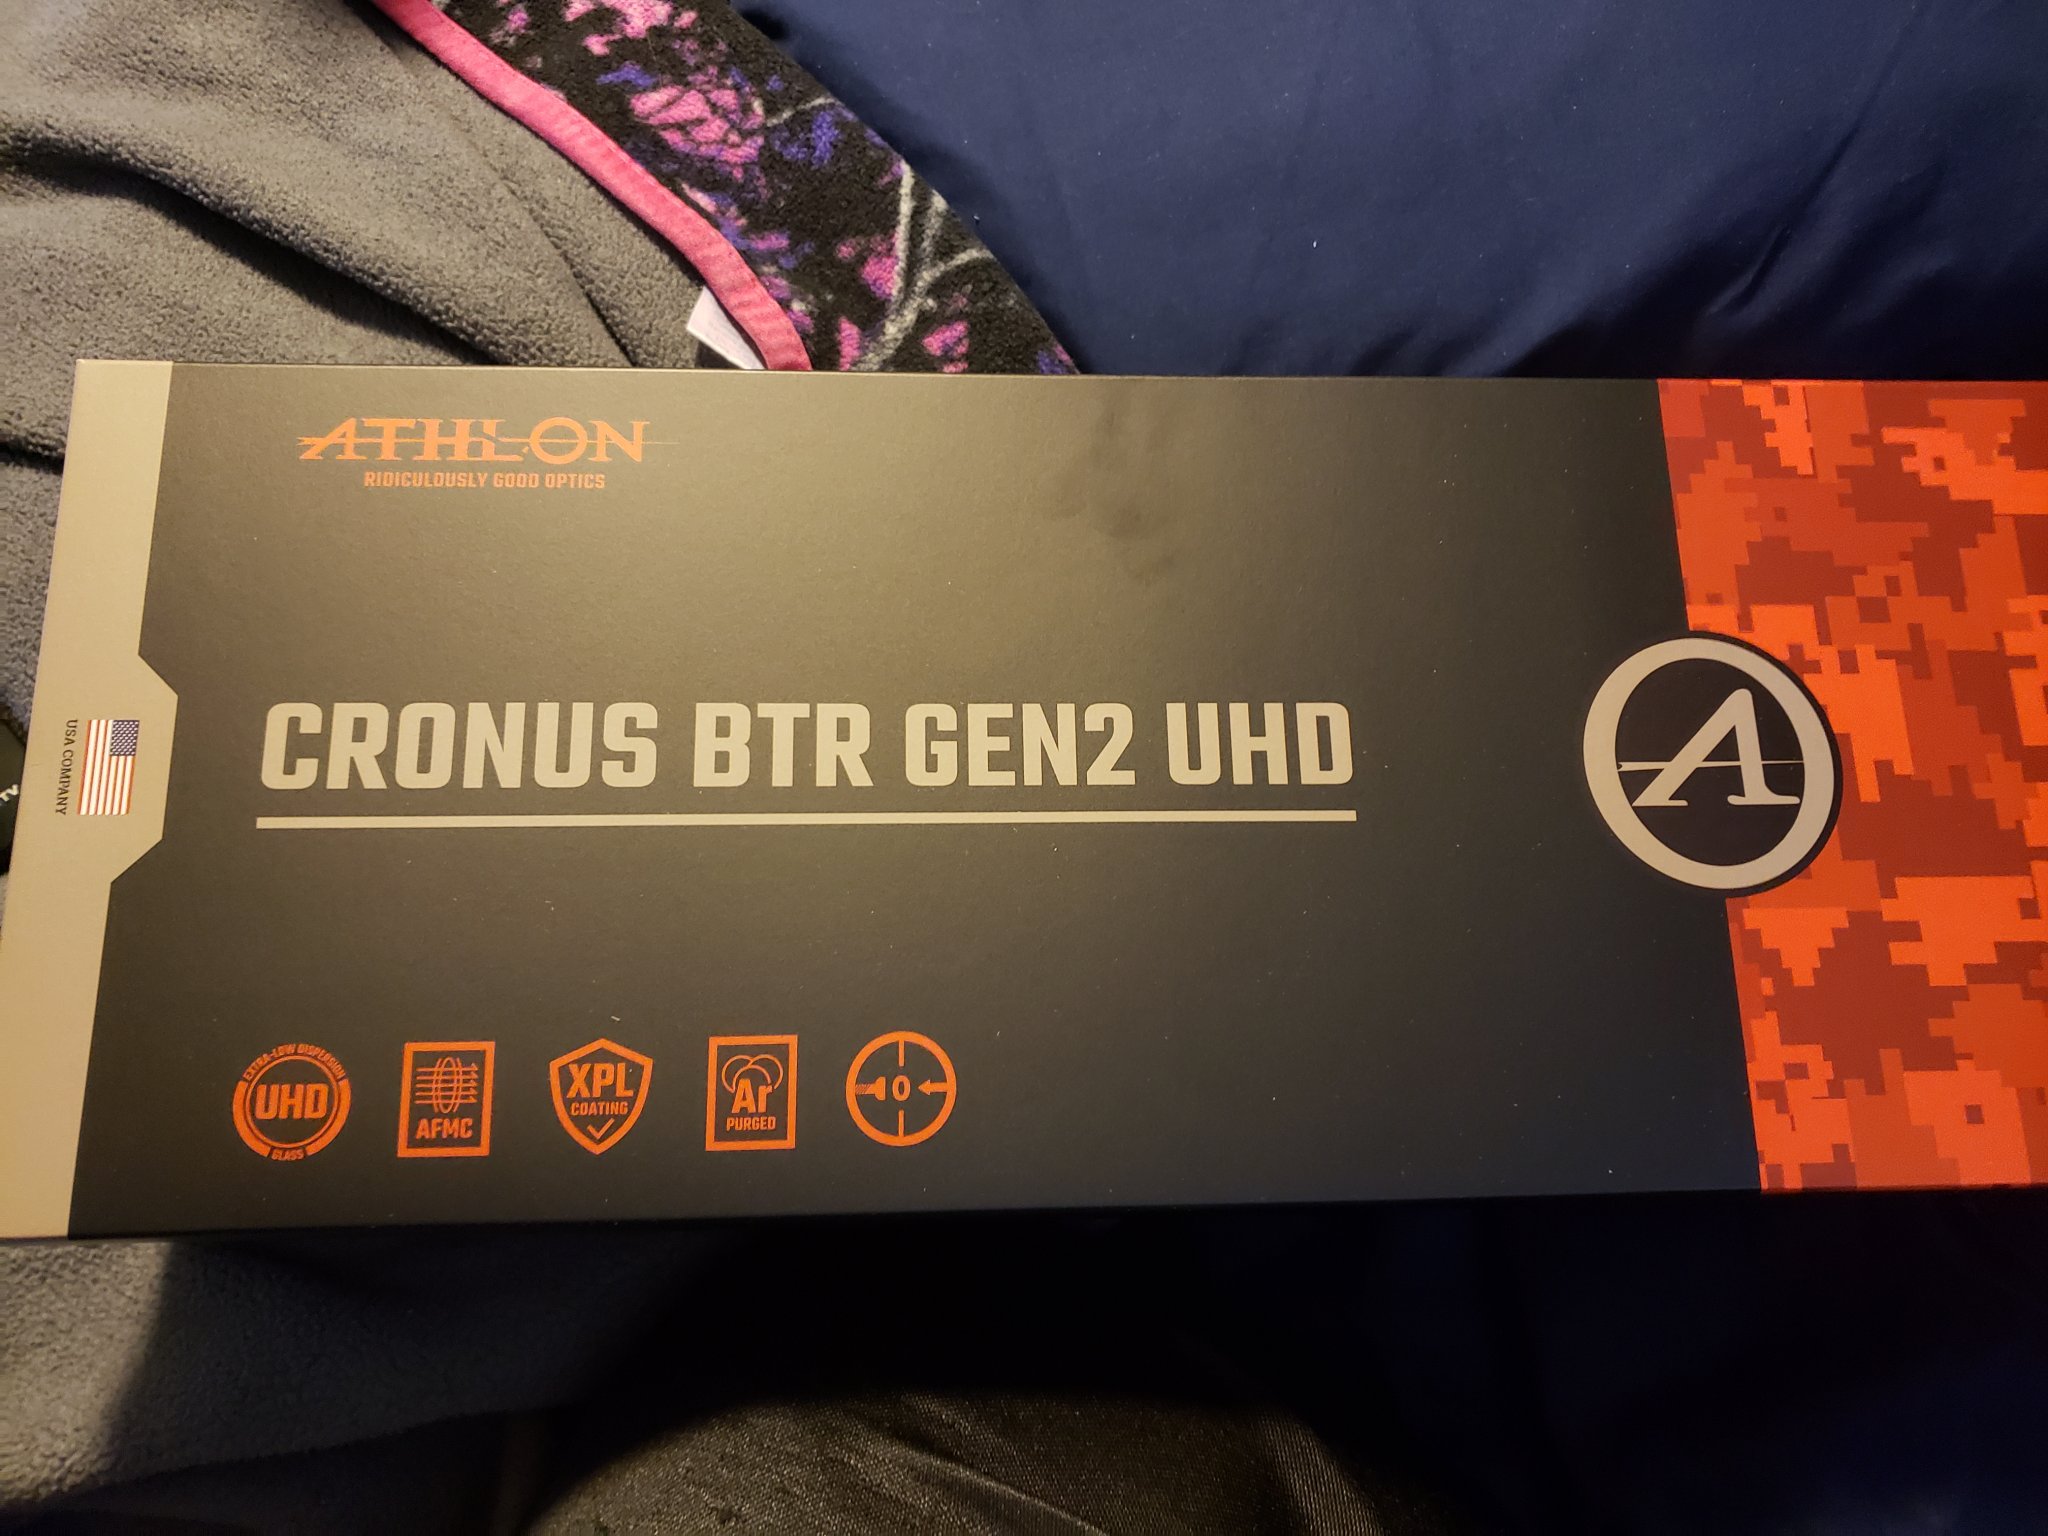 ATHLON
RIDICULOUSLY GOOD OPTICS
USA COMPANY
CRONUS BTR GEN2 UHD
A
EXTRA-LOW DISPERSION
UHD
GLASS
AFMC
XPL
COATING
Ar
PURGED
0
TV